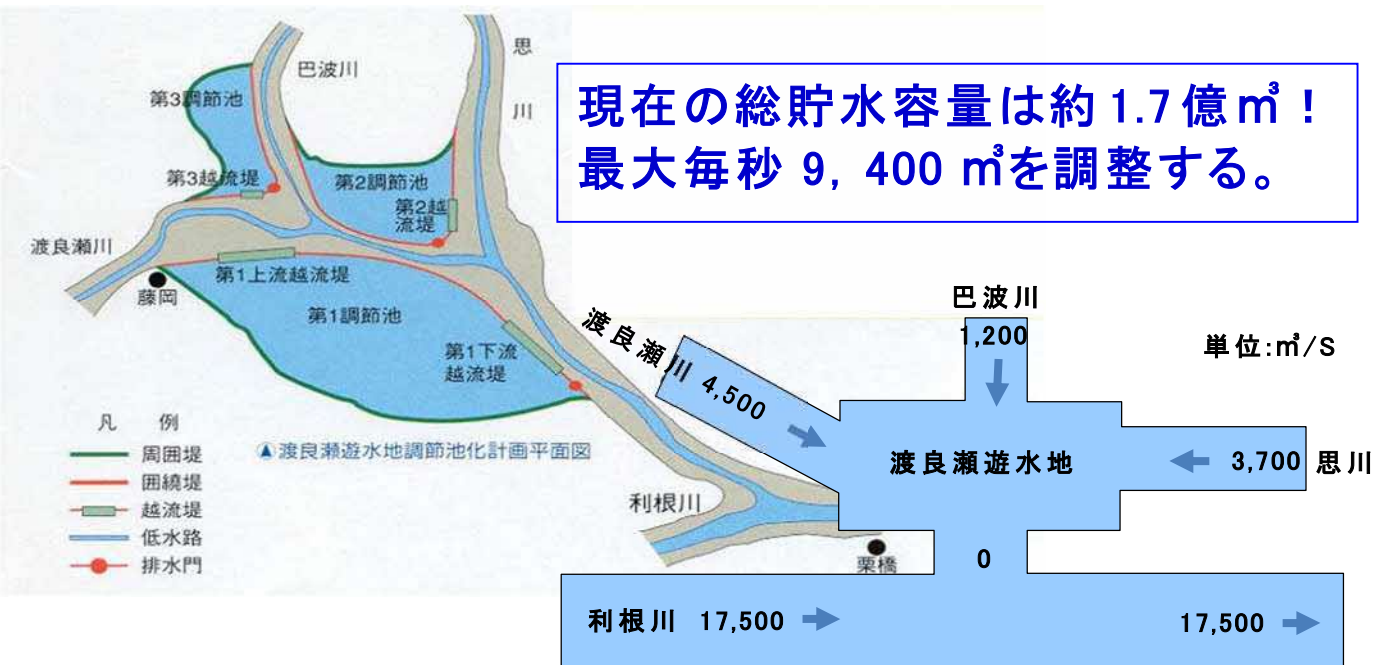 現在の総貯水容量は約1.7億㎥!
最大毎秒 9, 400 ㎥を調整する。
思
川
巴波川
第3調節池
第3越流堤
第2調節池
第2越
流堤
渡良瀬川
藤岡
第1上流越流堤
第1調節池
第1下流
越流堤
凡 例
周囲堤
囲繞堤
越流堤
低水路
排水門
渡良瀬遊水地調節池化計画平面図
利根川
栗橋
巴波川
1,200
単位:㎥/S
渡良瀬川 4,500
渡良瀬遊水地
3,700 思川
0
利根川 17,500
17,500